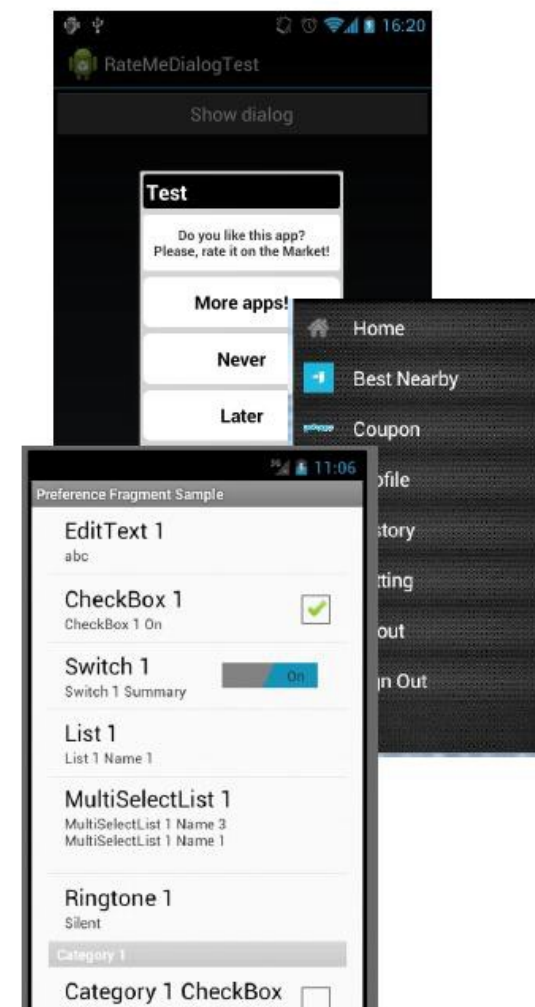 16:20
RateMeDialogTest
Show dialog
Test
Do you like this app?
Please, rate it on the Market!
More apps!
Never
Later
Home
Best Nearby
Coupon
ofile
story
tting
out
n Out
11:06
Preference Fragment Sample
EditText 1
abc
CheckBox 1
CheckBox 1 On
Switch 1
Switch 1 Summary
On
List 1
List 1 Name 1
MultiSelectList 1
MultiSelectList 1 Name 3
MultiSelectList 1 Name 1
Ringtone 1
Silent
Category 1
Category 1 CheckBox